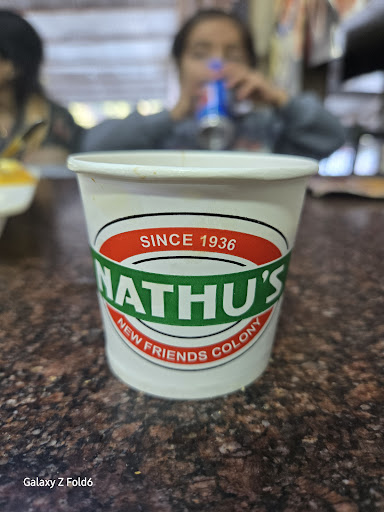 SINCE 1936
NATHU'S
NEW FRIENDS COLONY
Galaxy Z Fold6